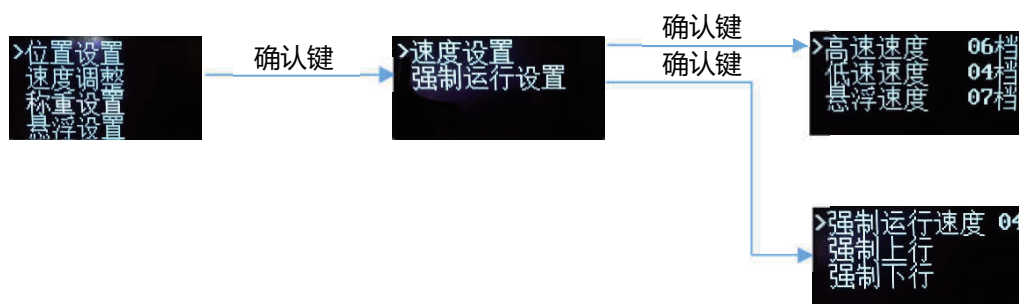 >位置设置
速度调整
称重设置
悬浮设置
确认键
>速度设置
强制运行设置
确认键
确认键
>高速速度 06档
低速速度 04档
悬浮速度 07档
>强制运行速度 04
强制上行
强制下行